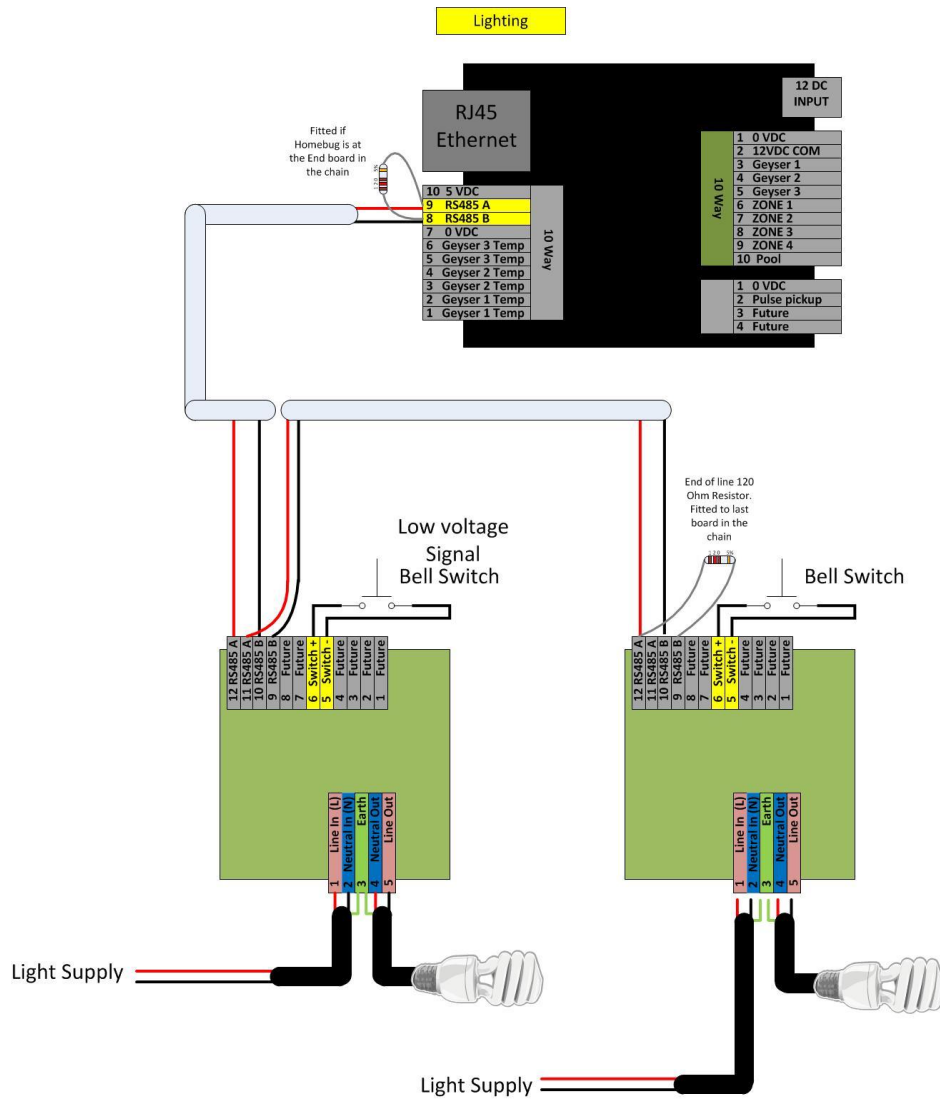 Lighting
12 DC
INPUT
RJ45
Ethernet
Fitted if
Homebug is at
the End board in
the chain
120 5%
10 5 VDC
9 RS485 A
8 RS485 B
7 0 VDC
6 Geyser 3 Temp
5 Geyser 3 Temp
4 Geyser 2 Temp
3 Geyser 2 Temp
2 Geyser 1 Temp
1 Geyser 1 Temp
10 Way
10 Way
1 0 VDC
2 12VDC COM
3 Geyser 1
4 Geyser 2
5 Geyser 3
6 ZONE 1
7 ZONE 2
8 ZONE 3
9 ZONE 4
10 Pool
1 0 VDC
2 Pulse pickup
3 Future
4 Future
End of line 120
Ohm Resistor.
Fitted to last
board in the
chain
120 5%
Low voltage
Signal
Bell Switch
Bell Switch
12 RS485 A
11 RS485 A
10 RS485 B
9 RS485 B
8 Future
7 Future
6 Switch +
5 Switch -
4 Future
3 Future
2 Future
1 Future
12 RS485 A
11 RS485 A
10 RS485 B
9 RS485 B
8 Future
7 Future
6 Switch +
5 Switch -
4 Future
3 Future
2 Future
1 Future
1 Line In (L)
2 Neutral In (N)
3 Earth
4 Neutral Out
5 Line Out
1 Line In (L)
2 Neutral In (N)
3 Earth
4 Neutral Out
5 Line Out
Light Supply
Light Supply